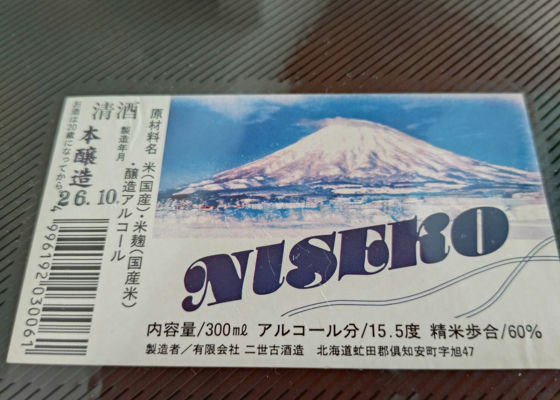 清酒
お酒は20歳になってから
本醸造
製造年月
26.10.
原材料名 米(国産)・米麹(国産米)
・醸造アルコール
4 996192 030061
NISEKO
内容量/300㎖ アルコール分/15.5度 精米歩合/60%
製造者/有限会社 二世古酒造 北海道虻田郡倶知安町字旭47